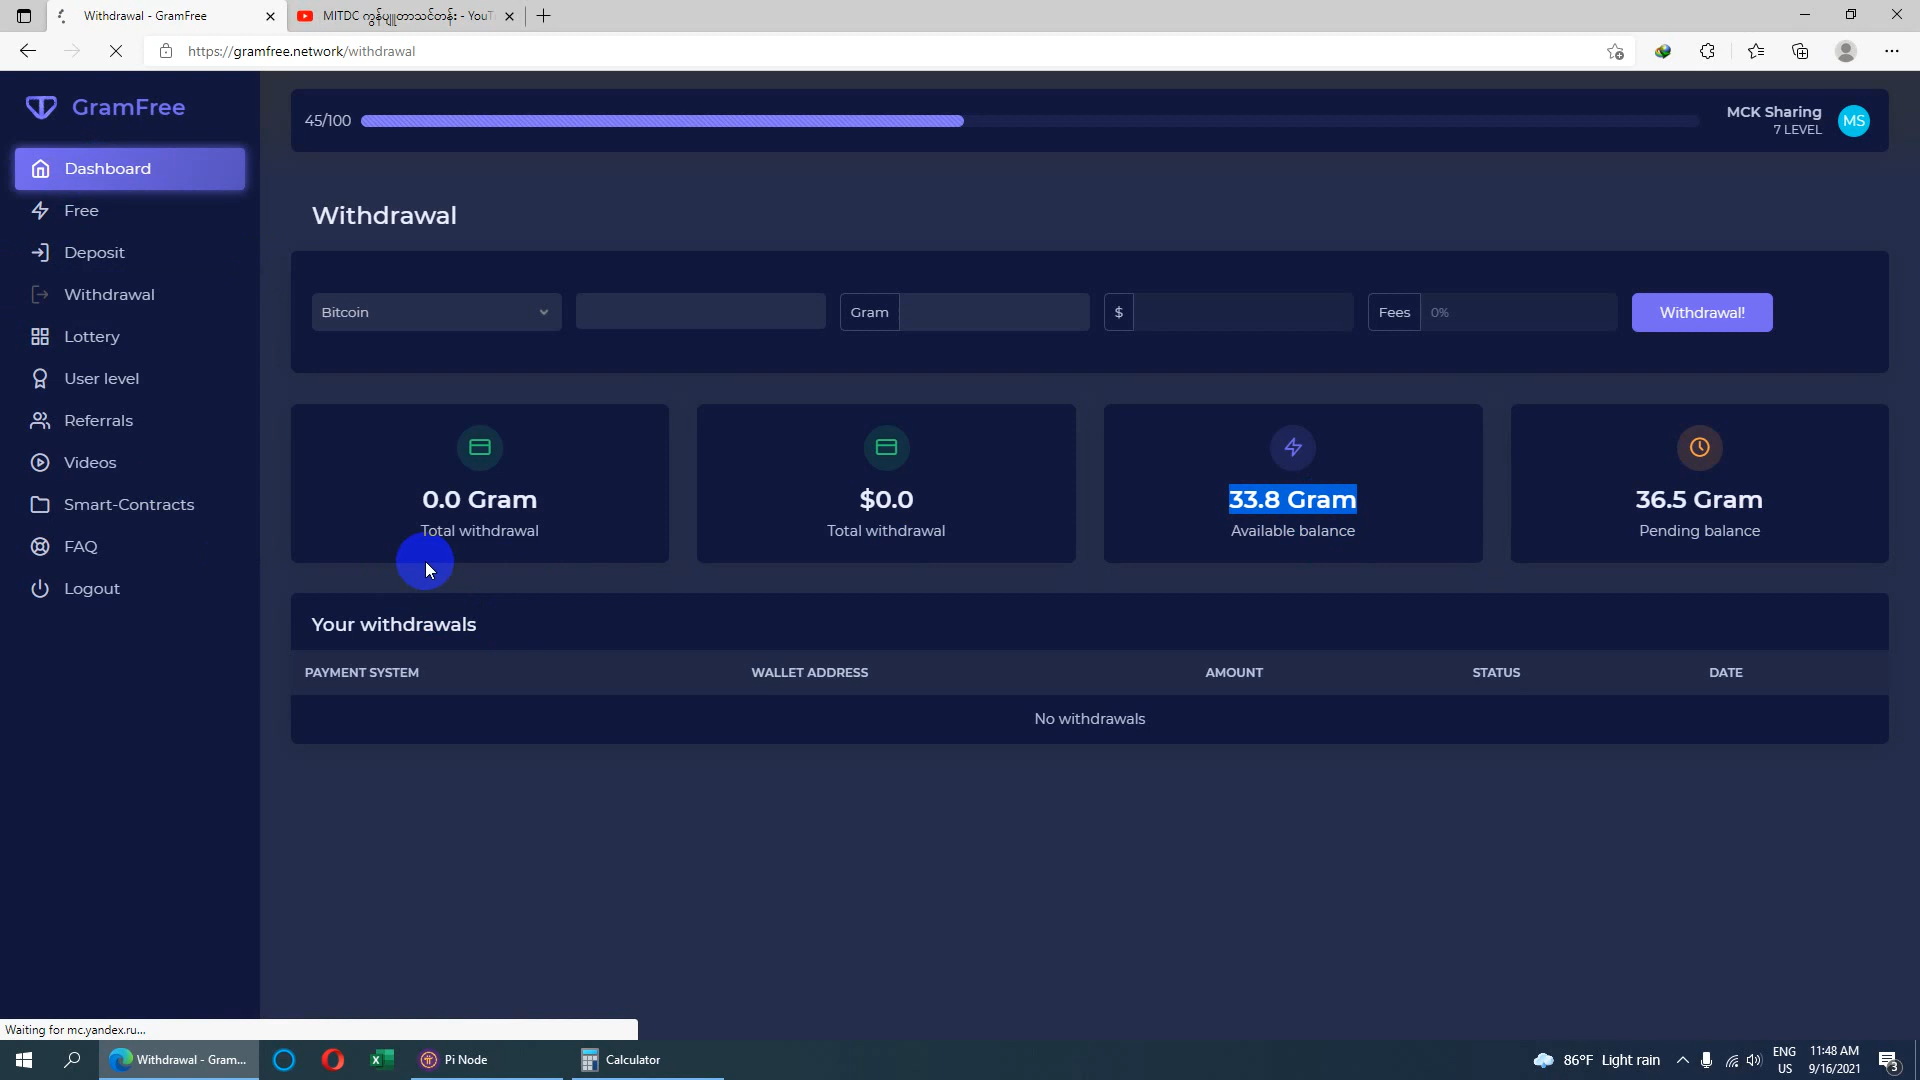 Withdrawal - GramFree
MITDC ကွန်ပျူတာသင်တန်း - YouT
https://gramfree.network/withdrawal
GramFree
45/100
MCK Sharing
7 LEVEL
MS
Dashboard
Free
Deposit
Withdrawal
Lottery
User level
Referrals
Videos
Smart-Contracts
FAQ
Logout
Withdrawal
Bitcoin
Gram
$
Fees 0%
Withdrawal!
0.0 Gram
Total withdrawal
$0.0
Total withdrawal
33.8 Gram
Available balance
36.5 Gram
Pending balance
Your withdrawals
PAYMENT SYSTEM WALLET ADDRESS AMOUNT STATUS DATE
No withdrawals
Waiting for mc.yandex.ru...
Withdrawal - Gram...
Pi Node
Calculator
86°F Light rain
ENG
US
11:48 AM
9/16/2021
3